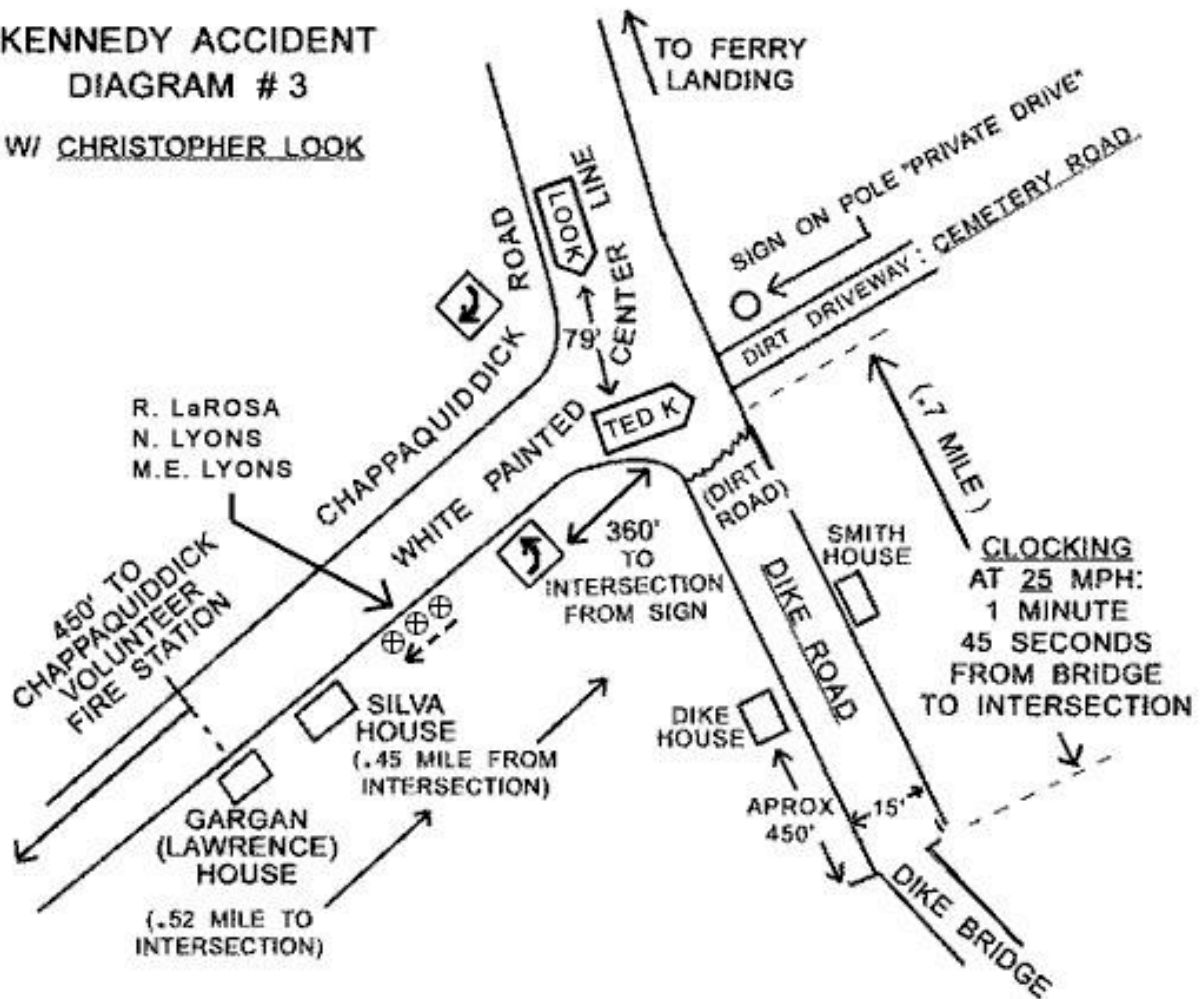 KENNEDY ACCIDENT
DIAGRAM # 3
W/ CHRISTOPHER LOOK
TO FERRY
LANDING
SIGN ON POLE "PRIVATE DRIVE"
DIRT DRIVEWAY: CEMETERY ROAD.
LOOK
CENTER LINE
79'
CHAPPAQUIDDICK ROAD
WHITE PAINTED
TED K
R. LaROSA
N. LYONS
M.E. LYONS
(DIRT
ROAD)
(.7 MILE)
360'
TO
INTERSECTION
FROM SIGN
SMITH
HOUSE
CLOCKING
AT 25 MPH:
1 MINUTE
45 SECONDS
FROM BRIDGE
TO INTERSECTION
450' TO
CHAPPAQUIDDICK
VOLUNTEER
FIRE STATION
DIKE ROAD
SILVA
HOUSE
(.45 MILE FROM
INTERSECTION)
DIKE
HOUSE
GARGAN
(LAWRENCE)
HOUSE
(.52 MILE TO
INTERSECTION)
APROX
450'
15'
DIKE BRIDGE